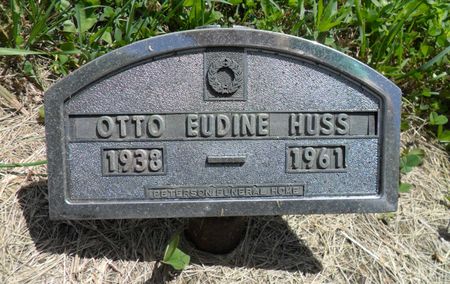 OTTO EUDINE HUSS
1938 — 1961
PETERSON FUNERAL HOME